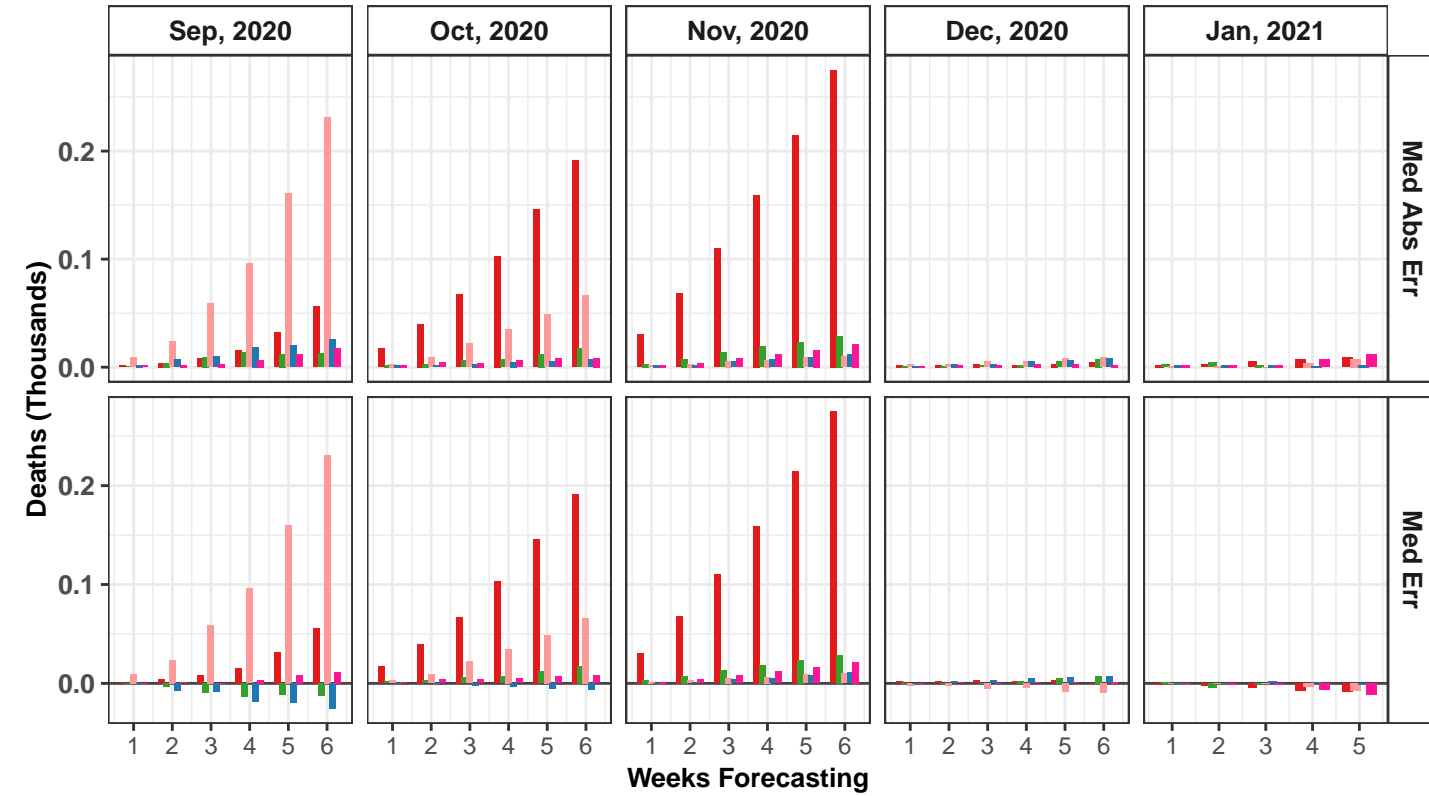 Sep, 2020 Oct, 2020 Nov, 2020 Dec, 2020 Jan, 2021
Deaths (Thousands)
0.2
0.1
0.0
Med Abs Err
0.2
0.1
0.0
Med Err
1 2 3 4 5 6 1 2 3 4 5 6 1 2 3 4 5 6 1 2 3 4 5 6 1 2 3 4 5
Weeks Forecasting